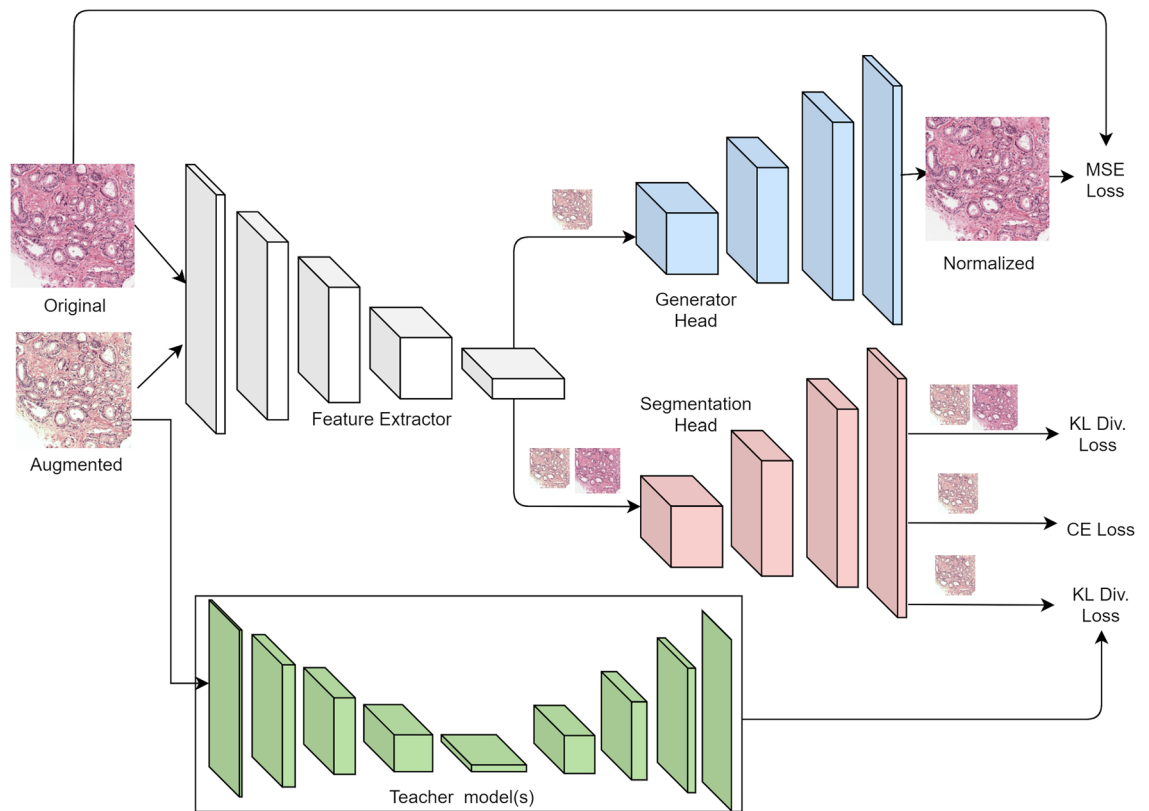 Original
Augmented
Feature Extractor
Generator
Head
Normalized
MSE
Loss
Segmentation
Head
KL Div.
Loss
CE Loss
KL Div.
Loss
Teacher model(s)